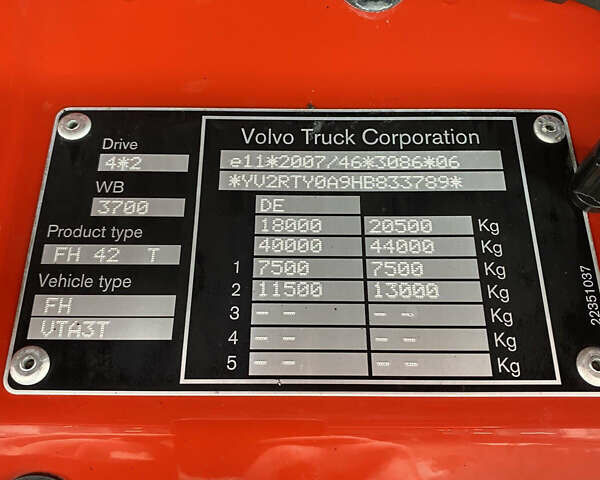 Drive
4*2
WB
3700
Product type
FH 42 T
Vehicle type
FH
VTA3T
Volvo Truck Corporation
e11*2007/46*3086*06
*YV2RTY0A9HB833789*
DE
18000 20500 Kg
40000 44000 Kg
1 7500 7500 Kg
2 11500 13000 Kg
3 -- -- Kg
4 -- -- Kg
5 -- -- Kg
22351037